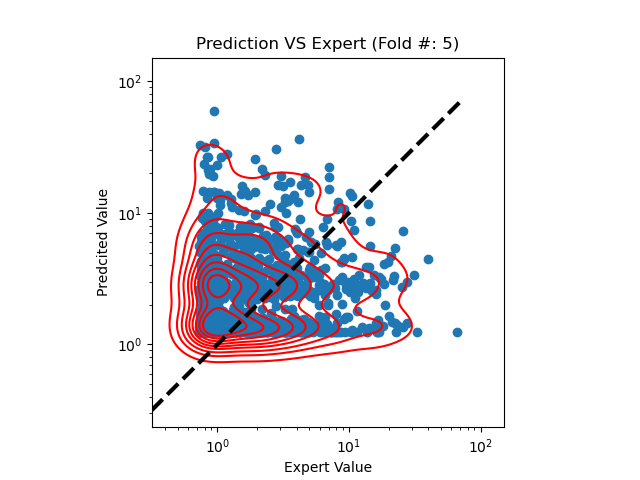 Prediction VS Expert (Fold #: 5)
10²
10¹
10⁰
Predcited Value
10⁰ 10¹ 10²
Expert Value